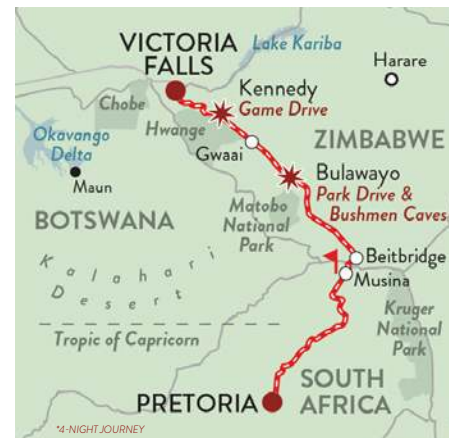 VICTORIA
FALLS
Lake Kariba
Harare
Chobe
Kennedy
Game Drive
Hwange
Okavango
Delta
Gwaai
ZIMBABWE
Maun
Bulawayo
Park Drive &
Bushmen Caves
Matobo
National
Park
BOTSWANA
Beitbridge
Musina
Kalahari
Desert
Kruger
National
Park
Tropic of Capricorn
SOUTH
AFRICA
PRETORIA
*4-NIGHT JOURNEY